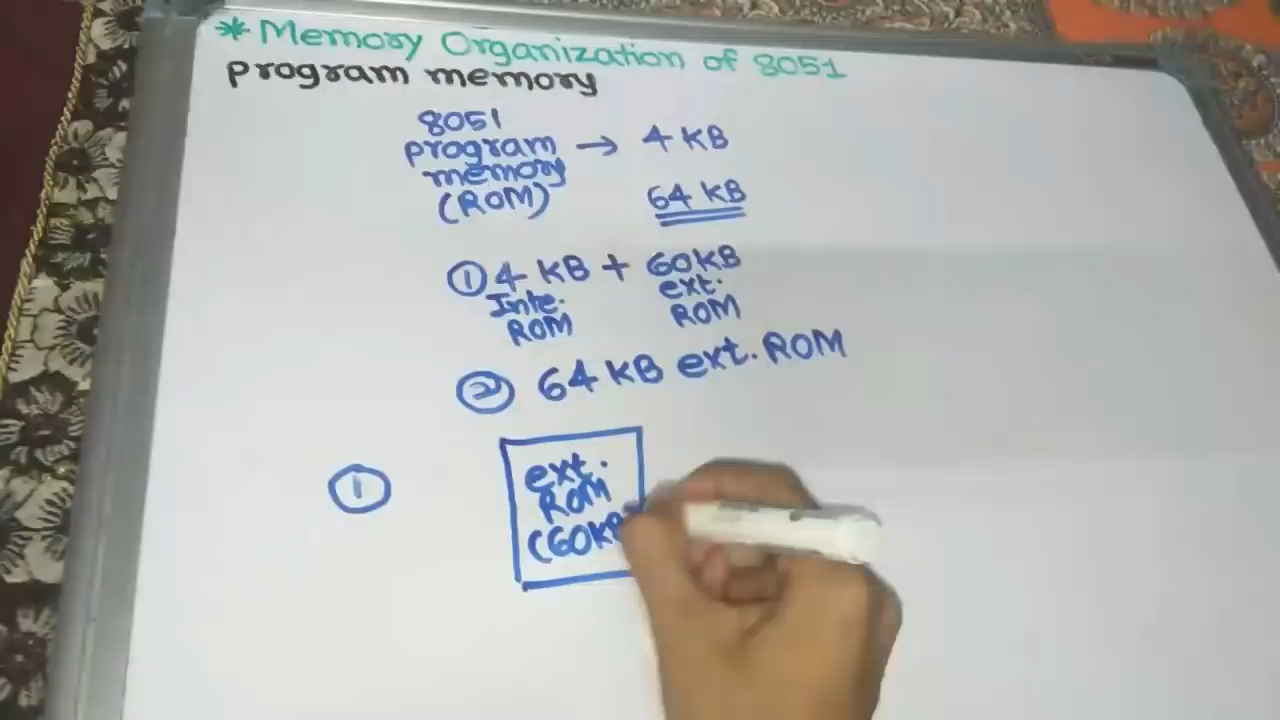 * Memory Organization of 8051
program memory
8051
program → 4 KB
memory
(ROM) 64 KB
① 4 KB + 60KB
Inte. ext.
ROM ROM
② 64 KB ext. ROM
①
ext.
ROM
(60KB